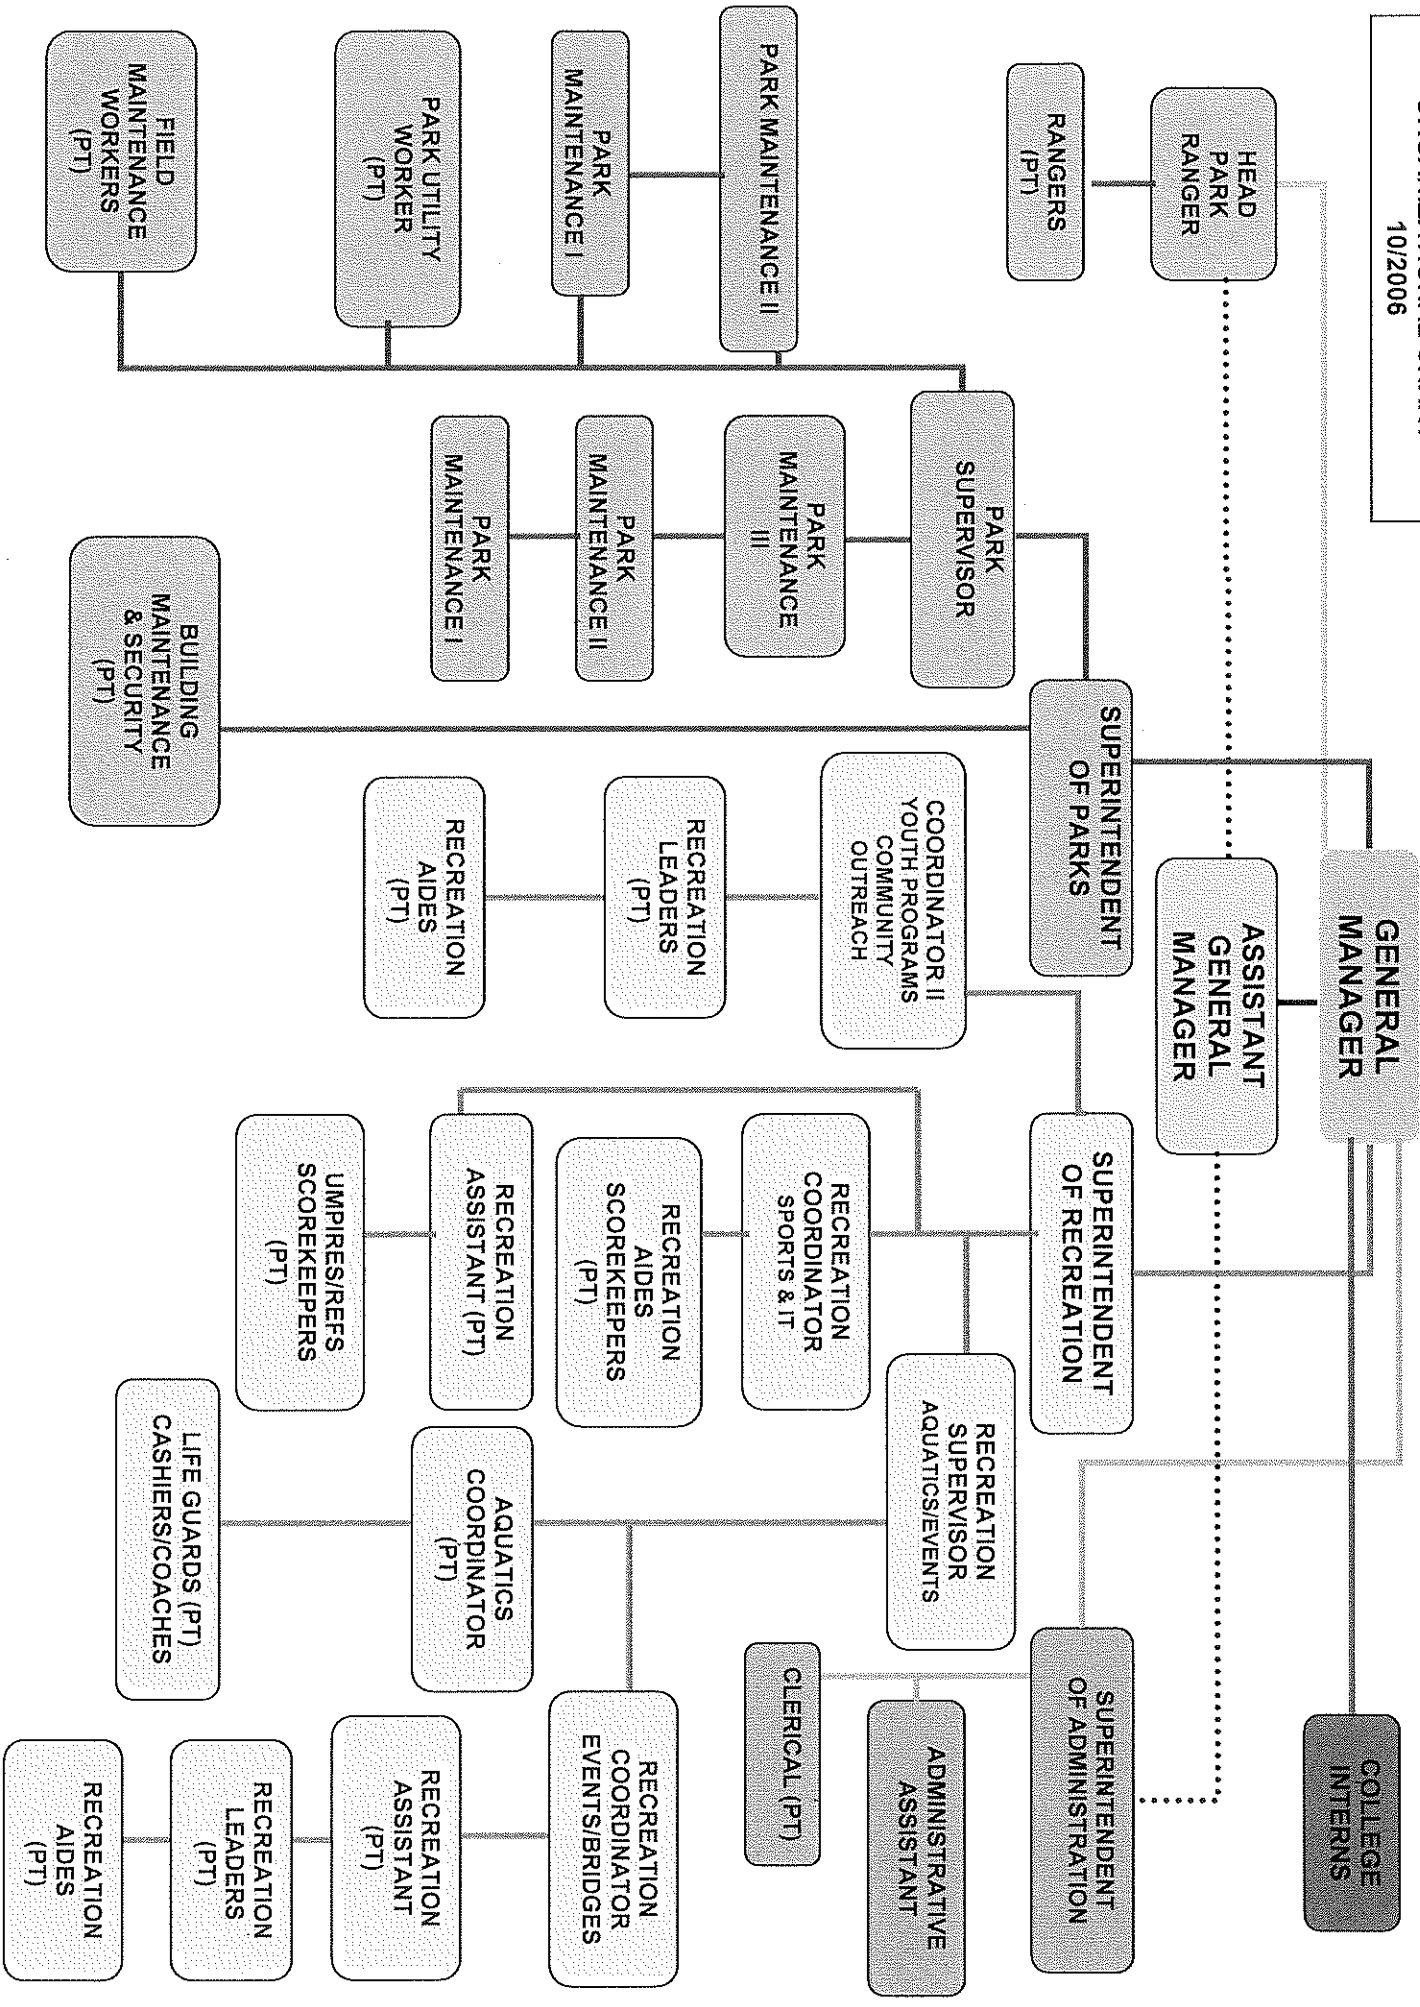 10/2006
GENERAL
MANAGER
COLLEGE
INTERNS
ASSISTANT
GENERAL
MANAGER
HEAD
PARK
RANGER
RANGERS
(PT)
SUPERINTENDENT
OF PARKS
SUPERINTENDENT
OF RECREATION
SUPERINTENDENT
OF ADMINISTRATION
PARK
SUPERVISOR
PARK MAINTENANCE II
PARK
MAINTENANCE I
PARK UTILITY
WORKER
(PT)
FIELD
MAINTENANCE
WORKERS
(PT)
PARK
MAINTENANCE
III
PARK
MAINTENANCE II
PARK
MAINTENANCE I
BUILDING
MAINTENANCE
& SECURITY
(PT)
COORDINATOR II
YOUTH PROGRAMS
COMMUNITY
OUTREACH
RECREATION
LEADERS
(PT)
RECREATION
AIDES
(PT)
RECREATION
COORDINATOR
SPORTS & IT
RECREATION
AIDES
SCOREKEEPERS
(PT)
RECREATION
ASSISTANT (PT)
UMPIRES/REFS
SCOREKEEPERS
(PT)
RECREATION
SUPERVISOR
AQUATICS/EVENTS
AQUATICS
COORDINATOR
(PT)
LIFE GUARDS (PT)
CASHIERS/COACHES
RECREATION
COORDINATOR
EVENTS/BRIDGES
RECREATION
ASSISTANT
(PT)
RECREATION
LEADERS
(PT)
RECREATION
AIDES
(PT)
ADMINISTRATIVE
ASSISTANT
CLERICAL (PT)